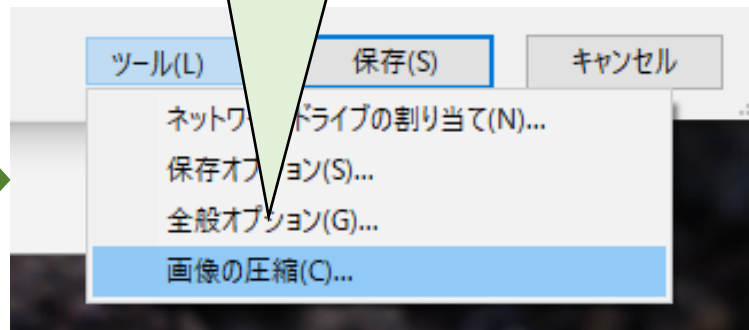 ツール(L) 保存(S) キャンセル
ネットワ ドライブの割り当て(N)...
保存オプション(S)...
全般オプション(G)...
画像の圧縮(C)...